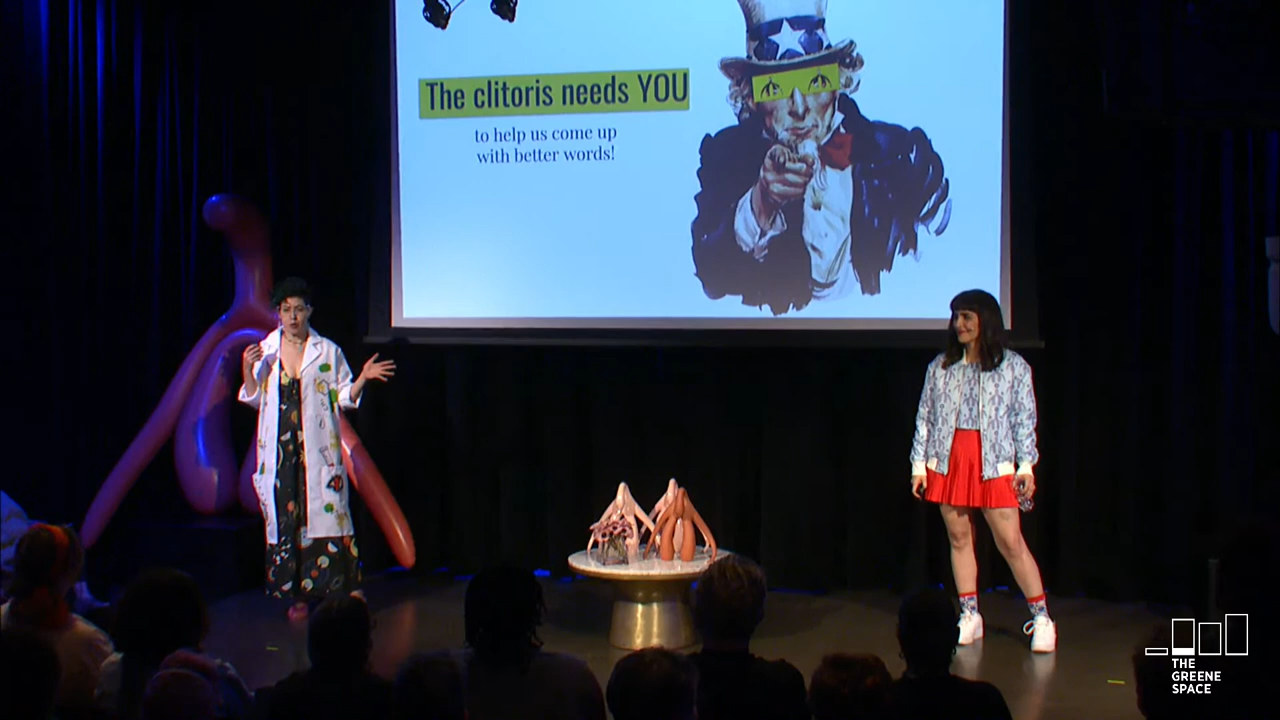 The clitoris needs YOU
to help us come up
with better words!
THE
GREENE
SPACE